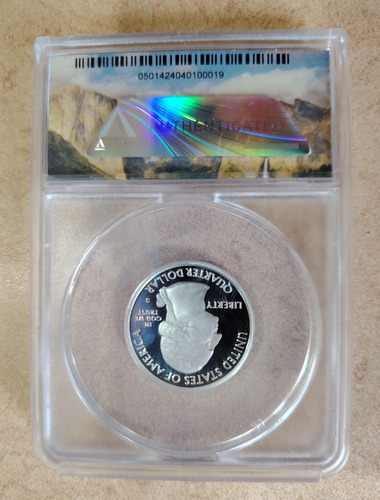 0501424040100019
AUTHENTICATED
UNITED STATES OF AMERICA
LIBERTY
IN
GOD WE
TRUST
S
QUARTER DOLLAR